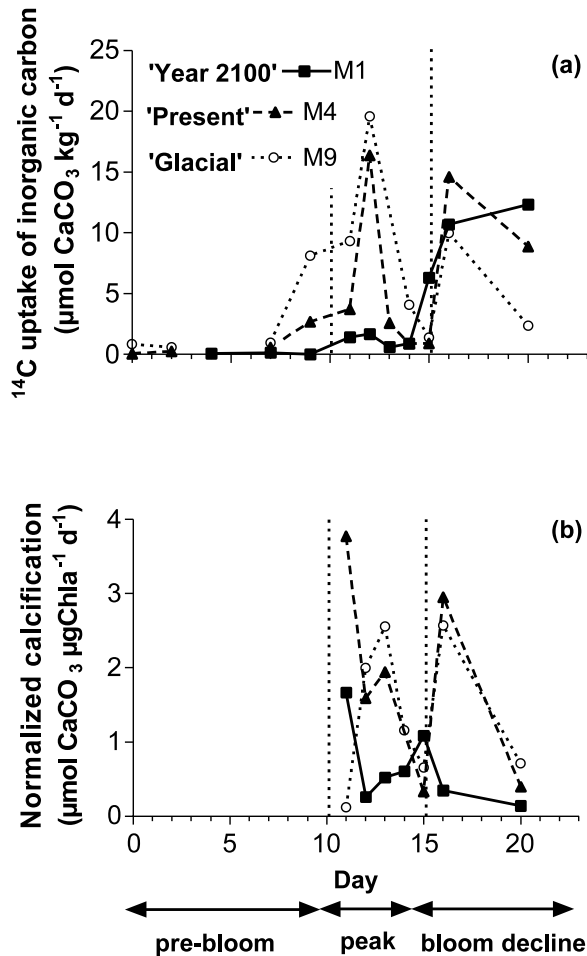 25
(a)
'Year 2100' M1
20
'Present' M4
15
'Glacial' M9
10
5
0
¹⁴C uptake of inorganic carbon
(µmol CaCO₃ kg⁻¹ d⁻¹)
4
(b)
3
2
1
0
Normalized calcification
(µmol CaCO₃ µgChla⁻¹ d⁻¹)
0 5 10 15 20
Day
pre-bloom peak bloom decline